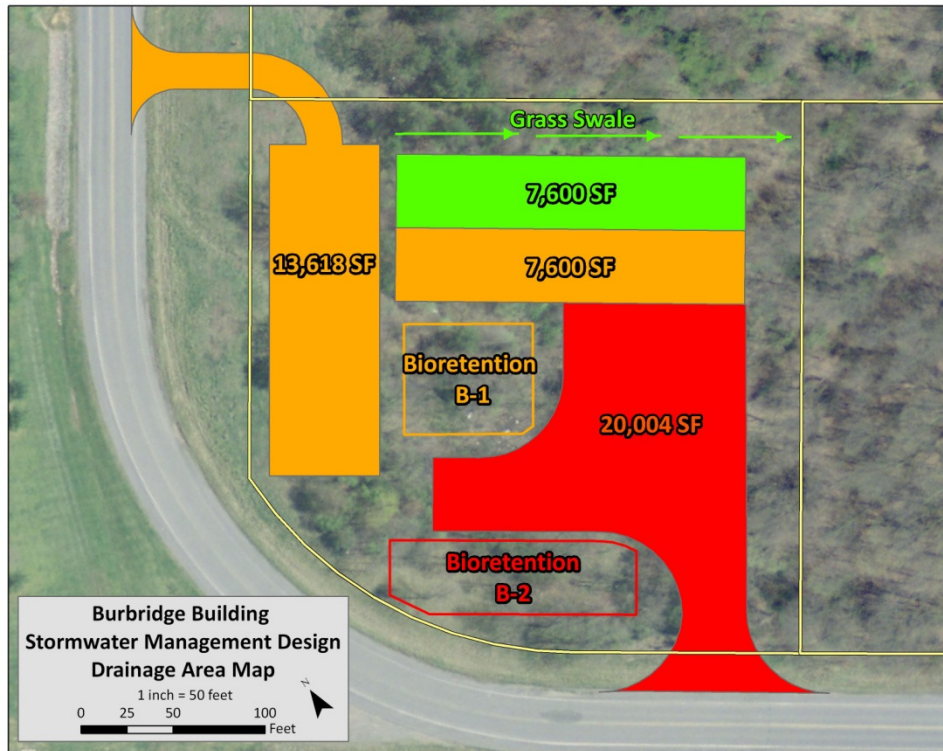 Grass Swale
7,600 SF
13,618 SF
7,600 SF
Bioretention
B-1
20,004 SF
Bioretention
B-2
Burbridge Building
Stormwater Management Design
Drainage Area Map
1 inch = 50 feet
N
0 25 50 100
Feet